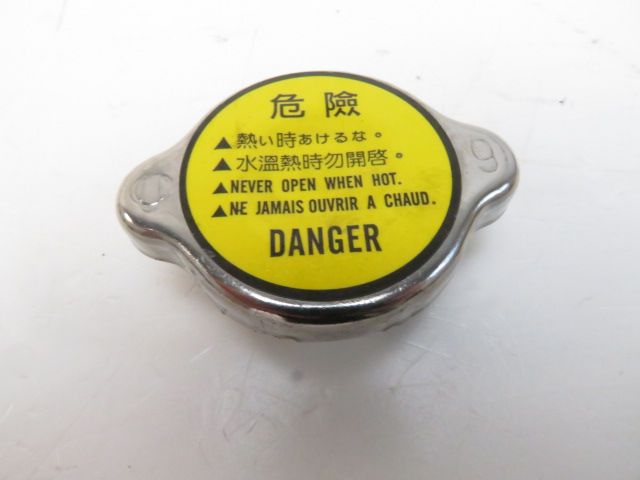 危險
▲熱い時あけるな。
▲水溫熱時勿開啓。
▲NEVER OPEN WHEN HOT.
▲NE JAMAIS OUVRIR A CHAUD.
DANGER
9